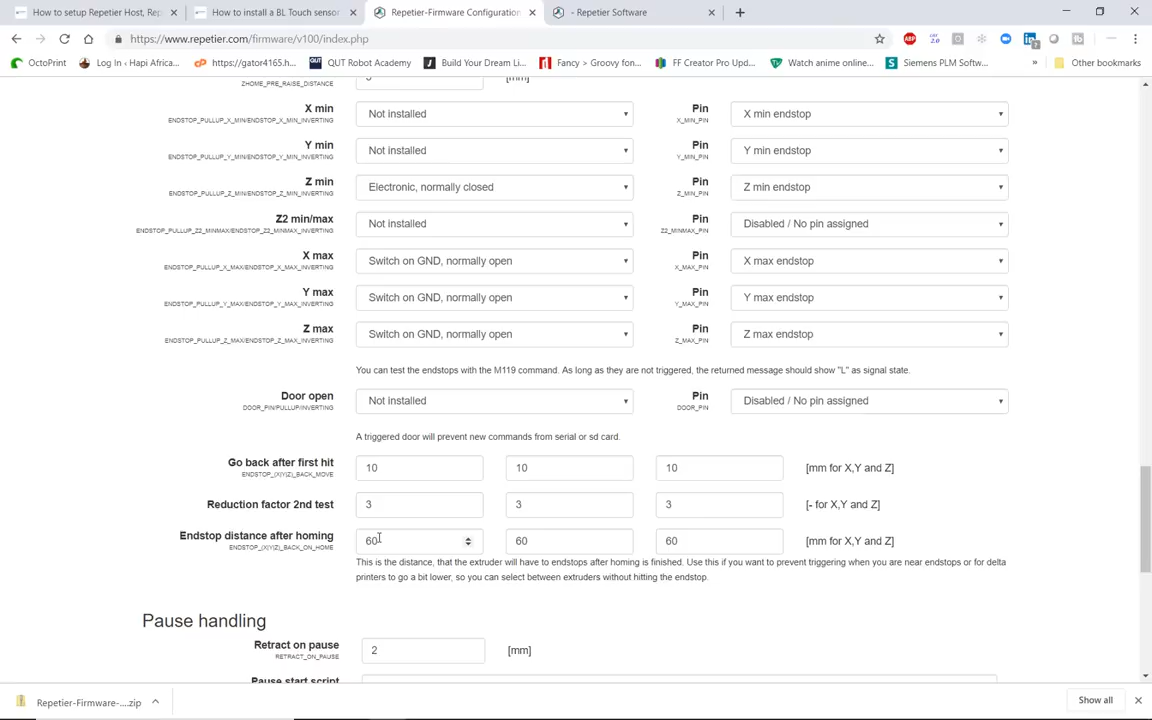 How to setup Repetier Host, Rep
How to install a BL Touch sensor
Repetier-Firmware Configuration
- Repetier Software
https://www.repetier.com/firmware/v100/index.php
OctoPrint
Log In ‹ Hapi Africa...
https://gator4165.h...
QUT Robot Academy
Build Your Dream Li...
Fancy > Groovy fon...
FF Creator Pro Upd...
Watch anime online...
Siemens PLM Softw...
Other bookmarks
ZHOME_PRE_RAISE_DISTANCE
[mm]
X min
ENDSTOP_PULLUP_X_MIN/ENDSTOP_X_MIN_INVERTING
Not installed
Pin
X_MIN_PIN
X min endstop
Y min
ENDSTOP_PULLUP_Y_MIN/ENDSTOP_Y_MIN_INVERTING
Not installed
Pin
Y_MIN_PIN
Y min endstop
Z min
ENDSTOP_PULLUP_Z_MIN/ENDSTOP_Z_MIN_INVERTING
Electronic, normally closed
Pin
Z_MIN_PIN
Z min endstop
Z2 min/max
ENDSTOP_PULLUP_Z2_MINMAX/ENDSTOP_Z2_MINMAX_INVERTING
Not installed
Pin
Z2_MINMAX_PIN
Disabled / No pin assigned
X max
ENDSTOP_PULLUP_X_MAX/ENDSTOP_X_MAX_INVERTING
Switch on GND, normally open
Pin
X_MAX_PIN
X max endstop
Y max
ENDSTOP_PULLUP_Y_MAX/ENDSTOP_Y_MAX_INVERTING
Switch on GND, normally open
Pin
Y_MAX_PIN
Y max endstop
Z max
ENDSTOP_PULLUP_Z_MAX/ENDSTOP_Z_MAX_INVERTING
Switch on GND, normally open
Pin
Z_MAX_PIN
Z max endstop
You can test the endstops with the M119 command. As long as they are not triggered, the returned message should show "L" as signal state.
Door open
DOOR_PIN/PULLUP/INVERTING
Not installed
Pin
DOOR_PIN
Disabled / No pin assigned
A triggered door will prevent new commands from serial or sd card.
Go back after first hit
ENDSTOP_(X|Y|Z)_BACK_MOVE
10 10 10 [mm for X,Y and Z]
Reduction factor 2nd test
3 3 3 [- for X,Y and Z]
Endstop distance after homing
ENDSTOP_(X|Y|Z)_BACK_ON_HOME
60 60 60 [mm for X,Y and Z]
This is the distance, that the extruder will have to endstops after homing is finished. Use this if you want to prevent triggering when you are near endstops or for delta
printers to go a bit lower, so you can select between extruders without hitting the endstop.
Pause handling
Retract on pause
RETRACT_ON_PAUSE
2 [mm]
Pause start script
Repetier-Firmware-....zip
Show all